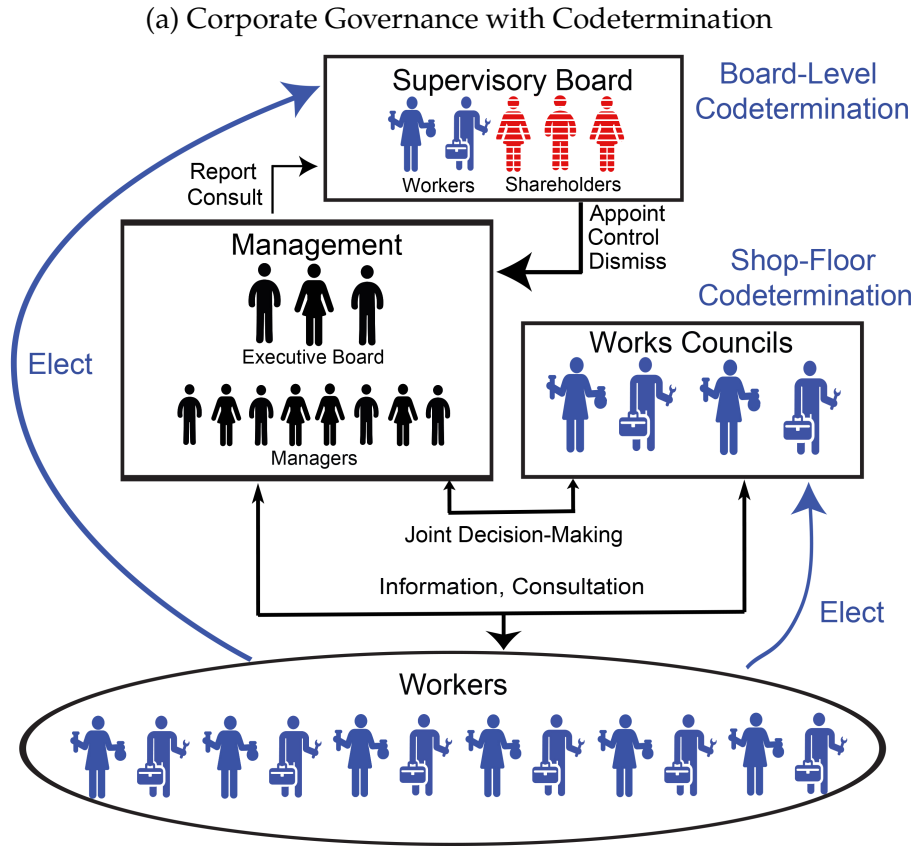 (a) Corporate Governance with Codetermination
Supervisory Board
Workers
Shareholders
Board-Level
Codetermination
Report
Consult
Appoint
Control
Dismiss
Management
Executive Board
Managers
Shop-Floor
Codetermination
Works Councils
Elect
Joint Decision-Making
Information, Consultation
Elect
Workers